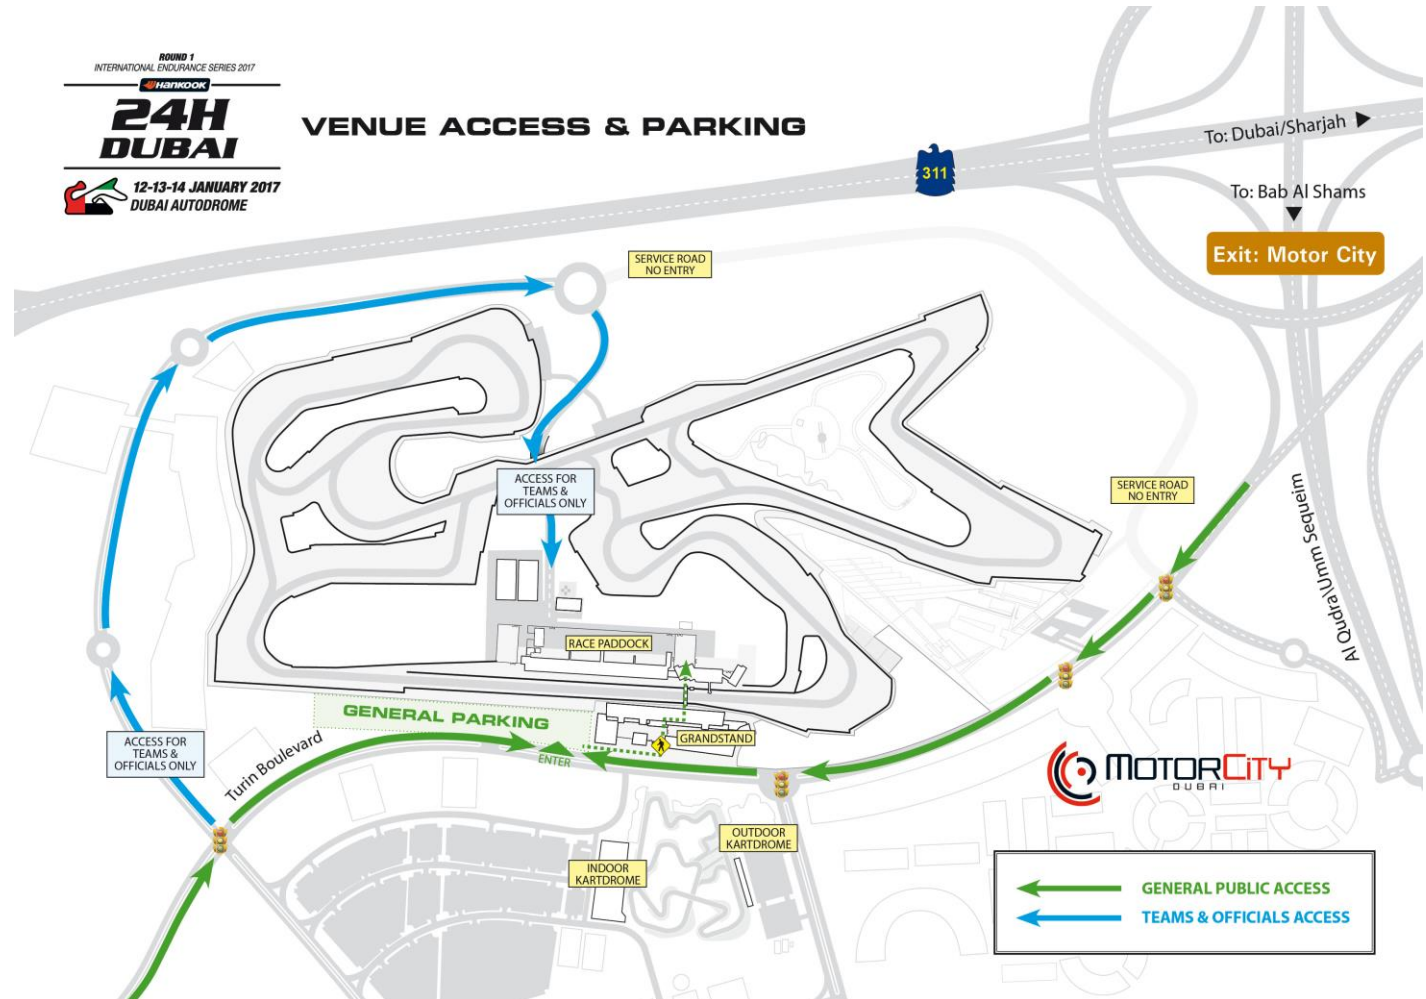 ROUND 1
INTERNATIONAL ENDURANCE SERIES 2017
HANKOOK
24H
DUBAI
12-13-14 JANUARY 2017
DUBAI AUTODROME
VENUE ACCESS & PARKING
To: Dubai/Sharjah
311
To: Bab Al Shams
Exit: Motor City
SERVICE ROAD
NO ENTRY
ACCESS FOR
TEAMS &
OFFICIALS ONLY
SERVICE ROAD
NO ENTRY
Al Qudra\Umm Sequeim
RACE PADDOCK
GENERAL PARKING
GRANDSTAND
ENTER
ACCESS FOR
TEAMS &
OFFICIALS ONLY
Turin Boulevard
MOTORCITY
DUBAI
OUTDOOR
KARTDROME
INDOOR
KARTDROME
GENERAL PUBLIC ACCESS
TEAMS & OFFICIALS ACCESS